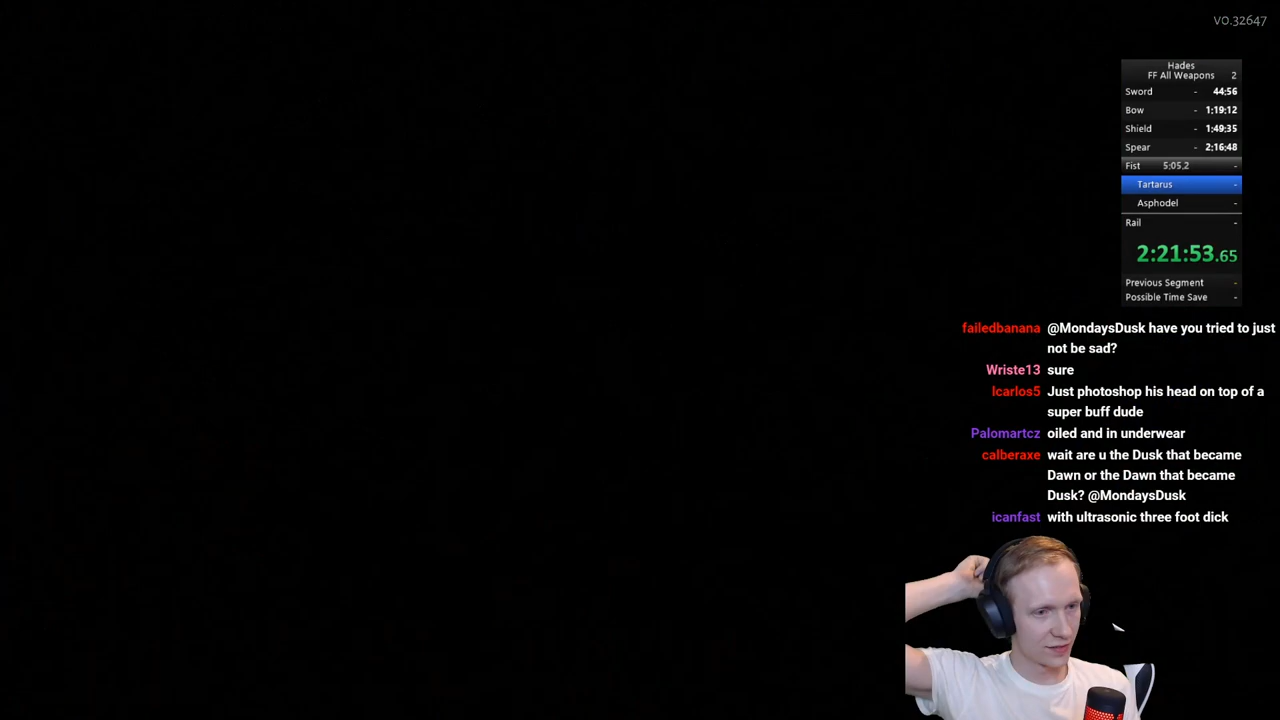 V0.32647
Hades
FF All Weapons 2
Sword - 44:56
Bow - 1:19:12
Shield - 1:49:35
Spear - 2:16:48
Fist 5:05,2 -
Tartarus -
Asphodel -
Rail -
2:21:53.65
Previous Segment -
Possible Time Save -
failedbanana @MondaysDusk have you tried to just
not be sad?
Wriste13 sure
lcarlos5 Just photoshop his head on top of a
super buff dude
Palomartcz oiled and in underwear
calberaxe wait are u the Dusk that became
Dawn or the Dawn that became
Dusk? @MondaysDusk
icanfast with ultrasonic three foot dick